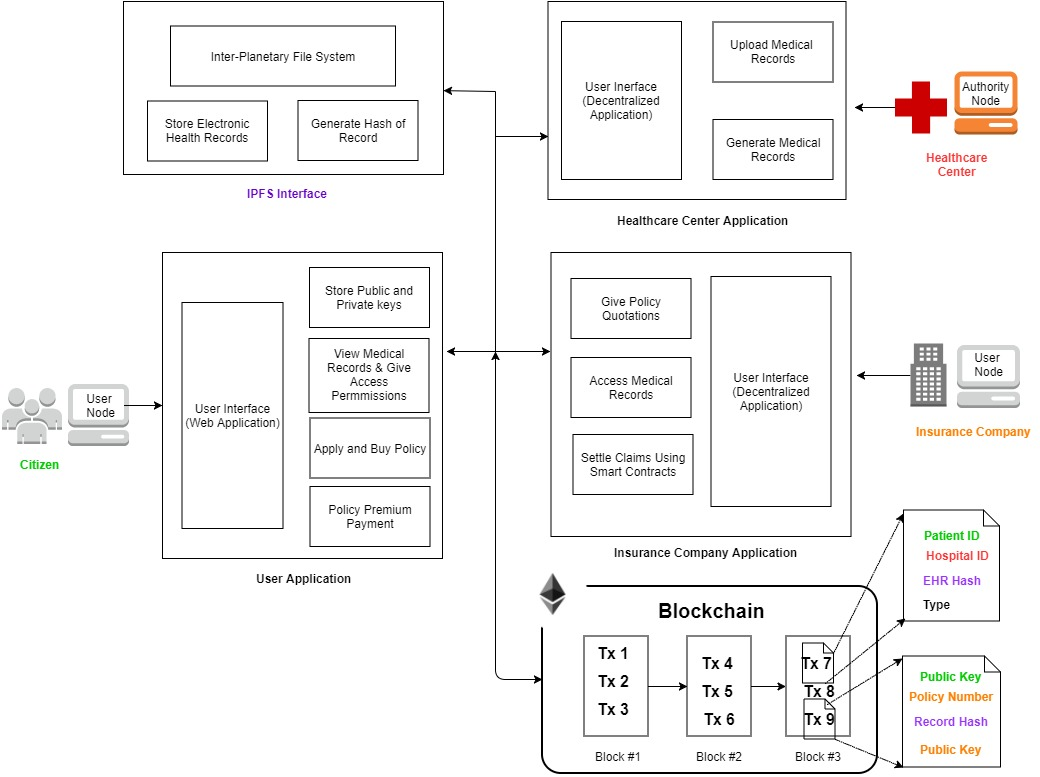 Inter-Planetary File System
Store Electronic
Health Records
Generate Hash of
Record
IPFS Interface
User Inerface
(Decentralized
Application)
Upload Medical
Records
Generate Medical
Records
Healthcare Center Application
Authority
Node
Healthcare
Center
User
Node
Citizen
User Interface
(Web Application)
Store Public and
Private keys
View Medical
Records & Give
Access
Permmissions
Apply and Buy Policy
Policy Premium
Payment
User Application
Give Policy
Quotations
Access Medical
Records
Settle Claims Using
Smart Contracts
User Interface
(Decentralized
Application)
Insurance Company Application
User
Node
Insurance Company
Blockchain
Tx 1
Tx 2
Tx 3
Block #1
Tx 4
Tx 5
Tx 6
Block #2
Tx 7
Tx 8
Tx 9
Block #3
Patient ID
Hospital ID
EHR Hash
Type
Public Key
Policy Number
Record Hash
Public Key